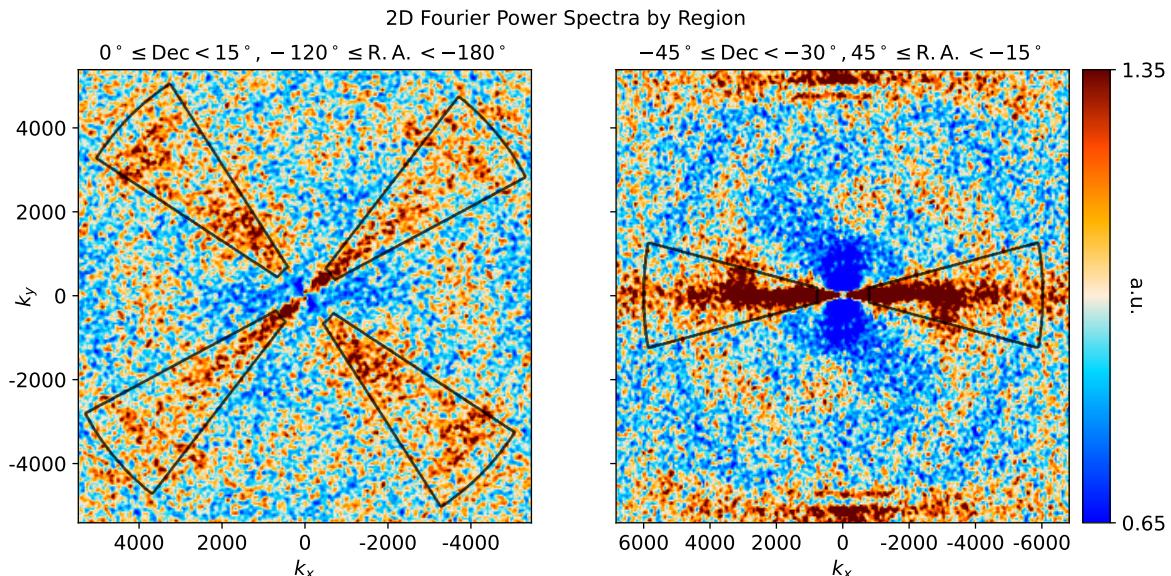 2D Fourier Power Spectra by Region
0° ≤ Dec < 15°, −120° ≤ R.A. < −180°
−45° ≤ Dec < −30°, 45° ≤ R.A. < −15°
4000
2000
0
-2000
-4000
k_y
4000 2000 0 -2000 -4000
k_x
6000 4000 2000 0 -2000 -4000 -6000
k_x
1.35
a.u.
0.65